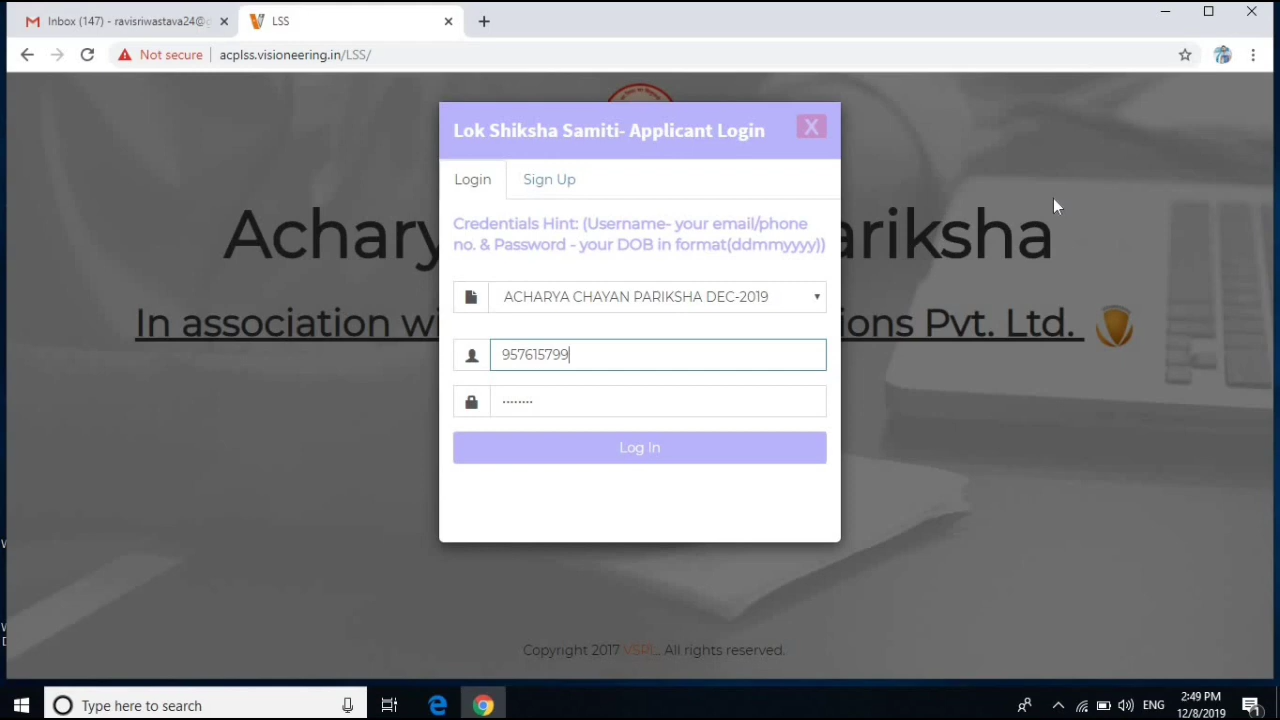 Inbox (147) - ravisriwastava24@g
LSS
Not secure
acplss.visioneering.in/LSS/
Lok Shiksha Samiti- Applicant Login
X
Login
Sign Up
Credentials Hint: (Username- your email/phone
no. & Password - your DOB in format(ddmmyyyy))
Achary
ariksha
ACHARYA CHAYAN PARIKSHA DEC-2019
In association wi
ions Pvt. Ltd.
957615799
........
Log In
Copyright 2017 VSPL. All rights reserved.
Type here to search
ENG
2:49 PM
12/8/2019